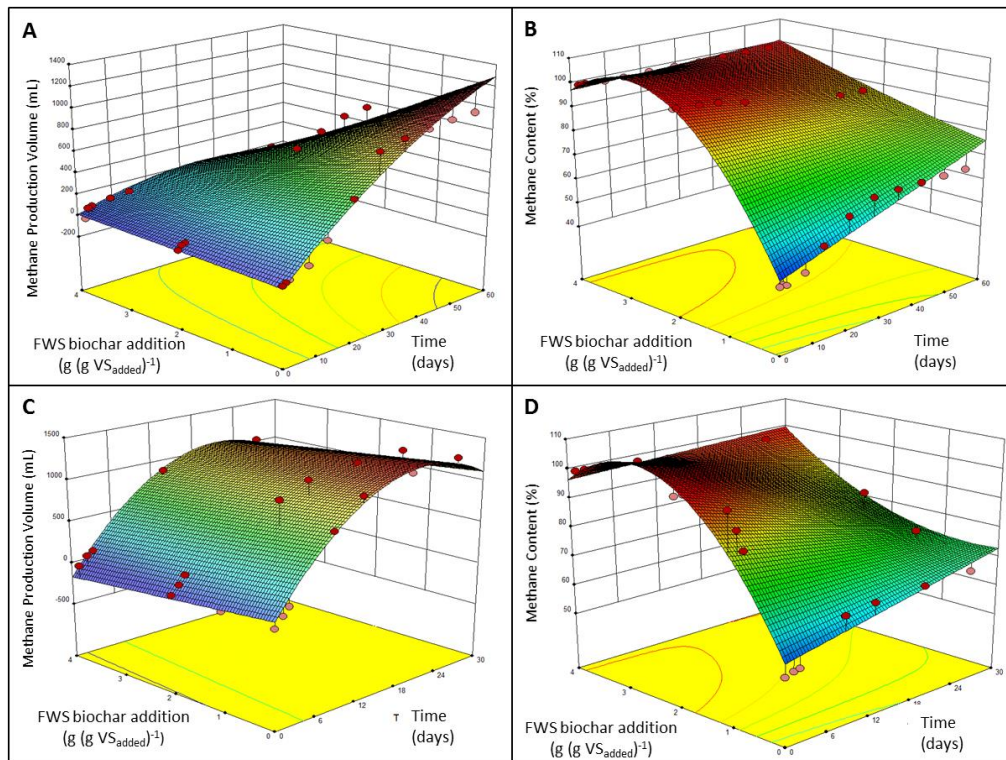 A
Methane Production Volume (mL)
1400
1200
1000
800
600
400
200
0
-200
4
3
2
1
0
0
10
20
30
40
50
60
FWS biochar addition
(g (g VSadded)-1)
Time
(days)
B
Methane Content (%)
110
100
90
80
70
60
50
40
4
3
2
1
0
0
10
20
30
40
50
60
FWS biochar addition
(g (g VSadded)-1)
Time
(days)
C
Methane Production Volume (mL)
1500
1000
500
0
-500
4
3
2
1
0
0
6
12
18
24
30
FWS biochar addition
(g (g VSadded)-1)
T
Time
(days)
D
Methane Content (%)
110
100
90
80
70
60
50
4
3
2
1
0
0
6
12
24
30
FWS biochar addition
(g (g VSadded)-1)
Time
(days)